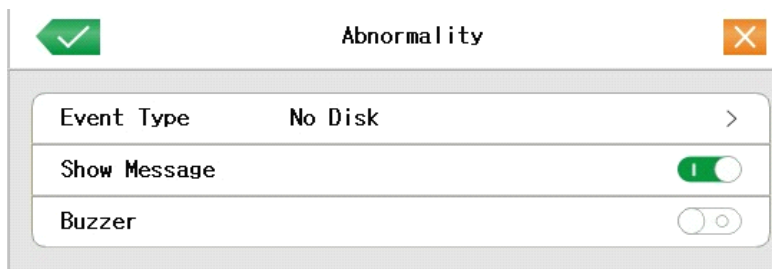 Abnormality
Event Type No Disk
Show Message
Buzzer